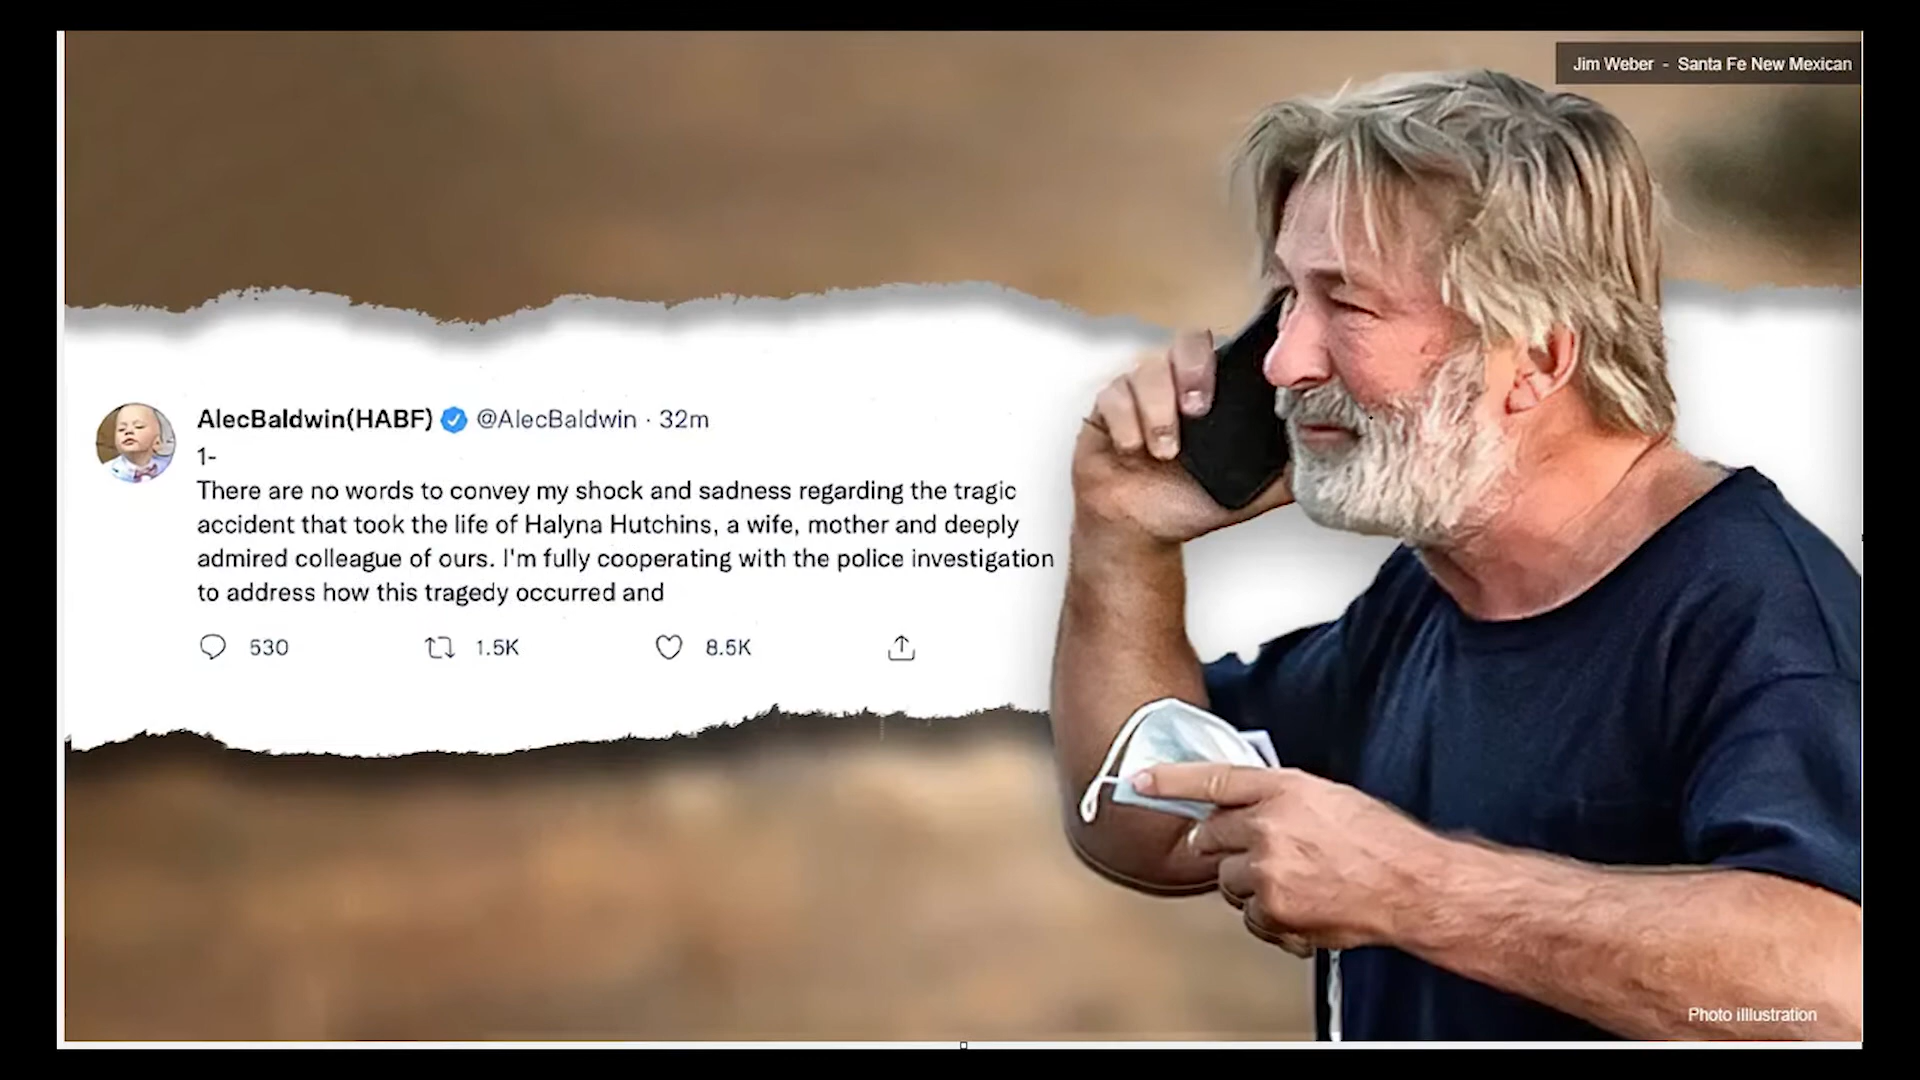 Jim Weber - Santa Fe New Mexican
AlecBaldwin(HABF) @AlecBaldwin · 32m
1-
There are no words to convey my shock and sadness regarding the tragic
accident that took the life of Halyna Hutchins, a wife, mother and deeply
admired colleague of ours. I'm fully cooperating with the police investigation
to address how this tragedy occurred and
530 1.5K 8.5K
Photo illlustration